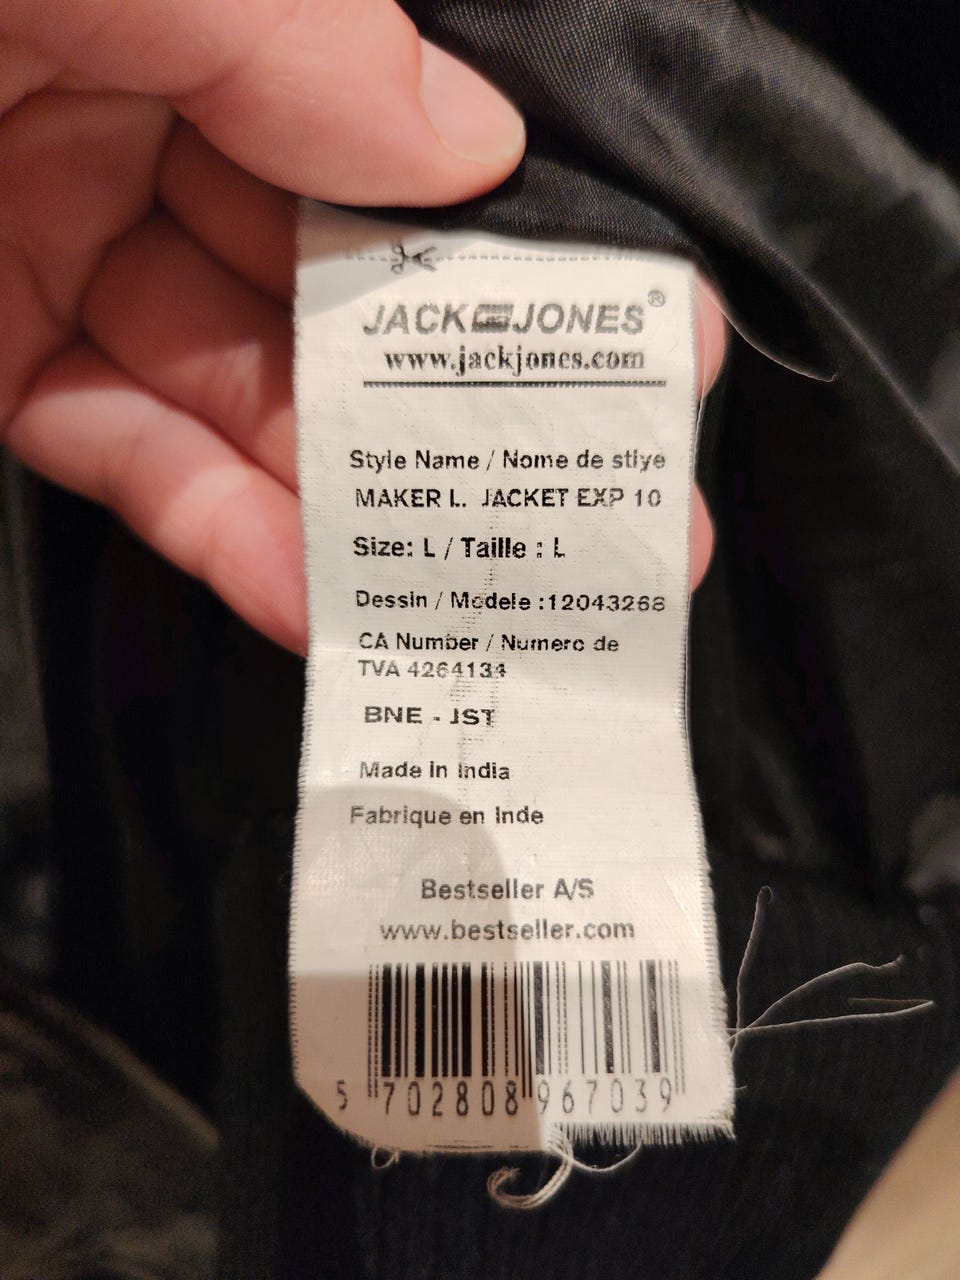 JACK JONES®
www.jackjones.com
Style Name / Nome de stlye
MAKER L. JACKET EXP 10
Size: L / Taille : L
Dessin / Modele :12043268
CA Number / Numero de
TVA 4264134
BNE - JST
Made in India
Fabrique en Inde
Bestseller A/S
www.bestseller.com
5 702808 967039